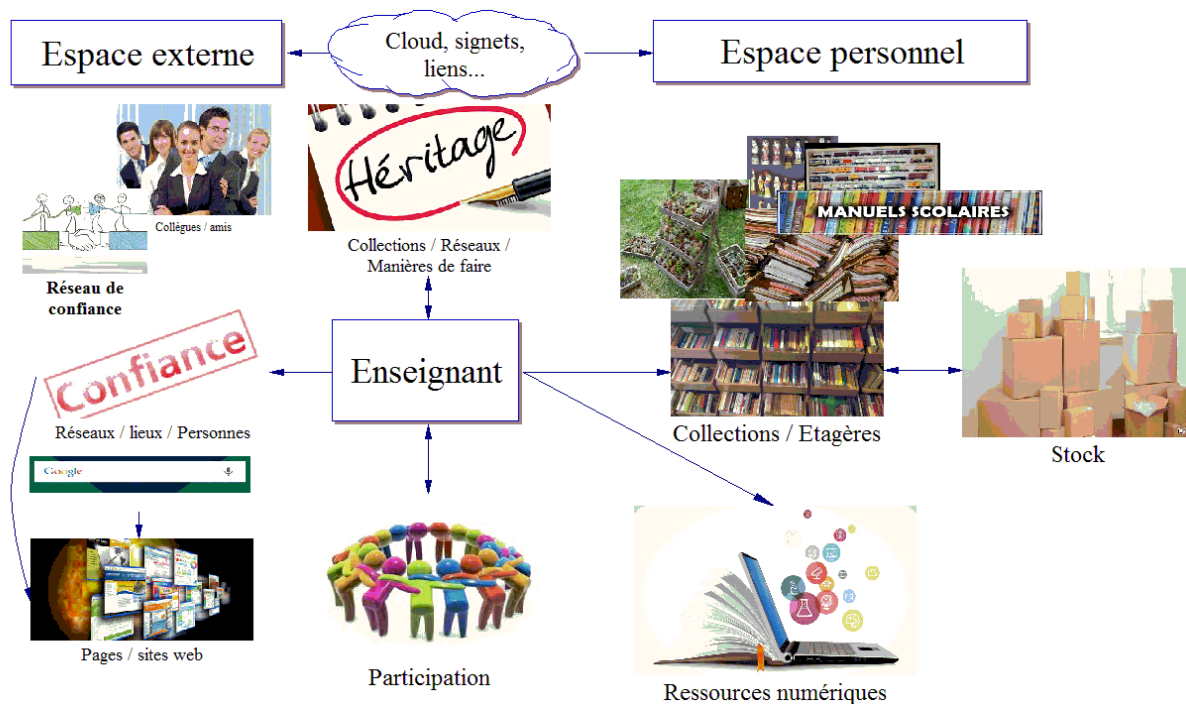 Espace externe
Cloud, signets,
liens...
Espace personnel
Héritage
MANUELS SCOLAIRES
Collègues / amis
Collections / Réseaux /
Manières de faire
Réseau de
confiance
Confiance
Enseignant
Réseaux / lieux / Personnes
Collections / Etagères
Stock
Google
Pages / sites web
Participation
Ressources numériques